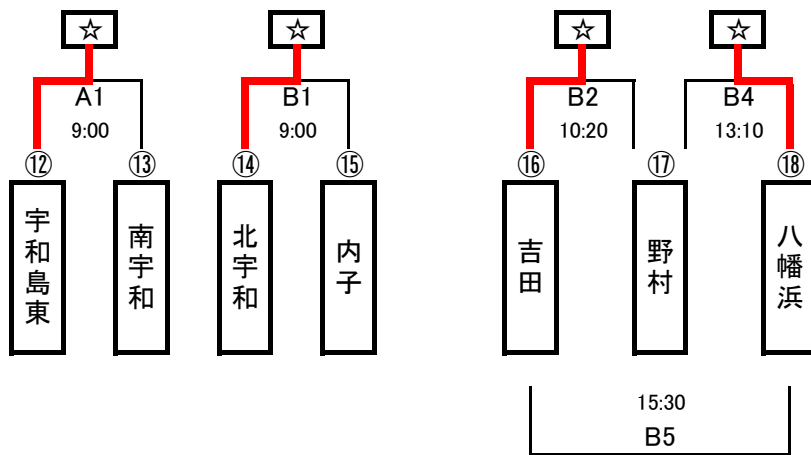 ☆ ☆ ☆ ☆
A1 B1 B2 B4
9:00 9:00 10:20 13:10
⑫ ⑬ ⑭ ⑮ ⑯ ⑰ ⑱
宇和島東
南宇和
北宇和
内子
吉田
野村
八幡浜
15:30
B5